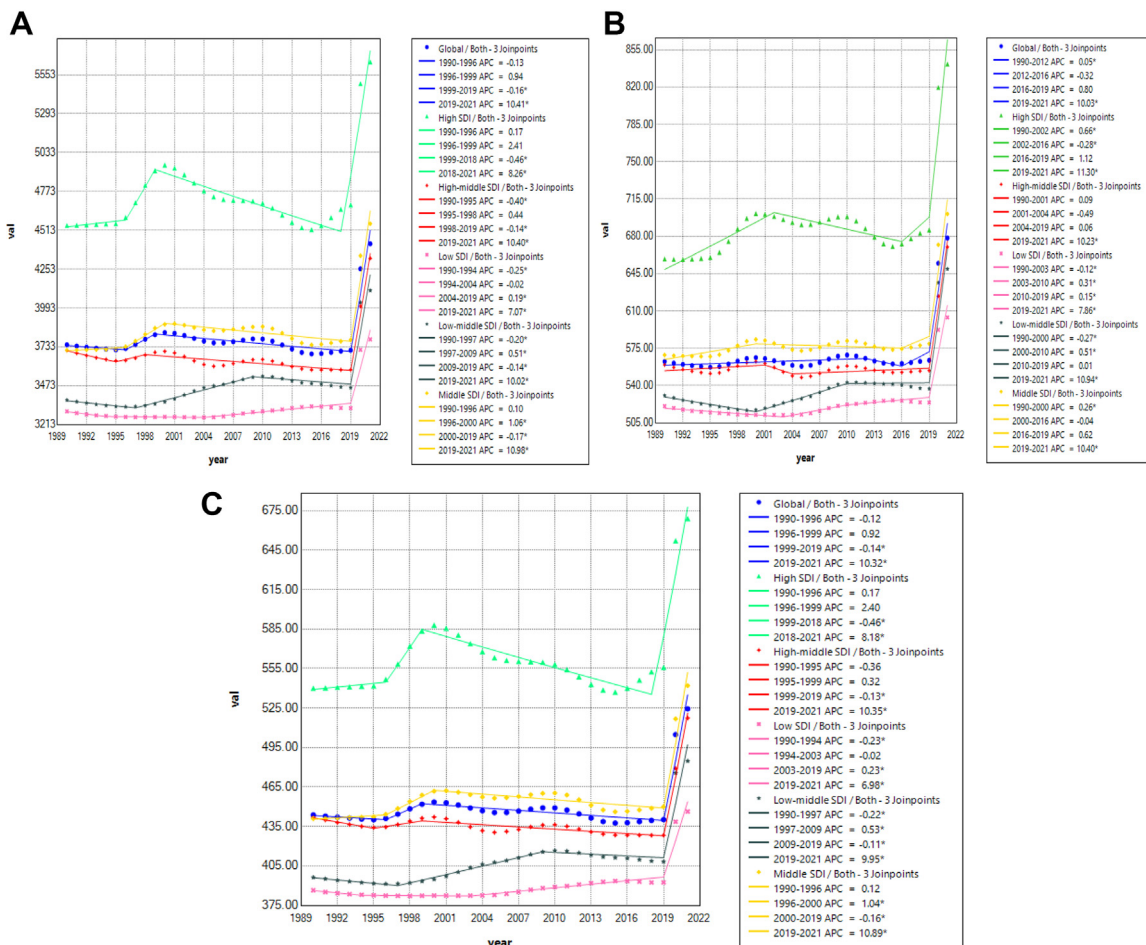 A
5553
5293
5033
4773
4513
4253
3993
3733
3473
3213
val
1989 1992 1995 1998 2001 2004 2007 2010 2013 2016 2019 2022
year
Global / Both - 3 Joinpoints
1990-1996 APC = -0.13
1996-1999 APC = 0.94
1999-2019 APC = -0.16*
2019-2021 APC = 10.41*
High SDI / Both - 3 Joinpoints
1990-1996 APC = 0.17
1996-1999 APC = 2.41
1999-2018 APC = -0.46*
2018-2021 APC = 8.26*
High-middle SDI / Both - 3 Joinpoints
1990-1995 APC = -0.40*
1995-1998 APC = 0.44
1998-2019 APC = -0.14*
2019-2021 APC = 10.40*
Low SDI / Both - 3 Joinpoints
1990-1994 APC = -0.25*
1994-2004 APC = -0.02
2004-2019 APC = 0.19*
2019-2021 APC = 7.07*
Low-middle SDI / Both - 3 Joinpoints
1990-1997 APC = -0.20*
1997-2009 APC = 0.51*
2009-2019 APC = -0.14*
2019-2021 APC = 10.02*
Middle SDI / Both - 3 Joinpoints
1990-1996 APC = 0.10
1996-2000 APC = 1.06*
2000-2019 APC = -0.17*
2019-2021 APC = 10.98*
B
855.00
820.00
785.00
750.00
715.00
680.00
645.00
610.00
575.00
540.00
505.00
val
1989 1992 1995 1998 2001 2004 2007 2010 2013 2016 2019 2022
year
Global / Both - 3 Joinpoints
1990-2012 APC = 0.05*
2012-2016 APC = -0.32
2016-2019 APC = 0.80
2019-2021 APC = 10.03*
High SDI / Both - 3 Joinpoints
1990-2002 APC = 0.66*
2002-2016 APC = -0.28*
2016-2019 APC = 1.12
2019-2021 APC = 11.30*
High-middle SDI / Both - 3 Joinpoints
1990-2001 APC = 0.09
2001-2004 APC = -0.49
2004-2019 APC = 0.06
2019-2021 APC = 10.23*
Low SDI / Both - 3 Joinpoints
1990-2003 APC = -0.12*
2003-2010 APC = 0.31*
2010-2019 APC = 0.15*
2019-2021 APC = 7.86*
Low-middle SDI / Both - 3 Joinpoints
1990-2000 APC = -0.27*
2000-2010 APC = 0.51*
2010-2019 APC = 0.01
2019-2021 APC = 10.94*
Middle SDI / Both - 3 Joinpoints
1990-2000 APC = 0.26*
2000-2016 APC = -0.04
2016-2019 APC = 0.62
2019-2021 APC = 10.40*
C
675.00
645.00
615.00
585.00
555.00
525.00
495.00
465.00
435.00
405.00
375.00
val
1989 1992 1995 1998 2001 2004 2007 2010 2013 2016 2019 2022
year
Global / Both - 3 Joinpoints
1990-1996 APC = -0.12
1996-1999 APC = 0.92
1999-2019 APC = -0.14*
2019-2021 APC = 10.32*
High SDI / Both - 3 Joinpoints
1990-1996 APC = 0.17
1996-1999 APC = 2.40
1999-2018 APC = -0.46*
2018-2021 APC = 8.18*
High-middle SDI / Both - 3 Joinpoints
1990-1995 APC = -0.36
1995-1999 APC = 0.32
1999-2019 APC = -0.13*
2019-2021 APC = 10.35*
Low SDI / Both - 3 Joinpoints
1990-1994 APC = -0.23*
1994-2003 APC = -0.02
2003-2019 APC = 0.23*
2019-2021 APC = 6.98*
Low-middle SDI / Both - 3 Joinpoints
1990-1997 APC = -0.22*
1997-2009 APC = 0.53*
2009-2019 APC = -0.11*
2019-2021 APC = 9.95*
Middle SDI / Both - 3 Joinpoints
1990-1996 APC = 0.12
1996-2000 APC = 1.04*
2000-2019 APC = -0.16*
2019-2021 APC = 10.89*